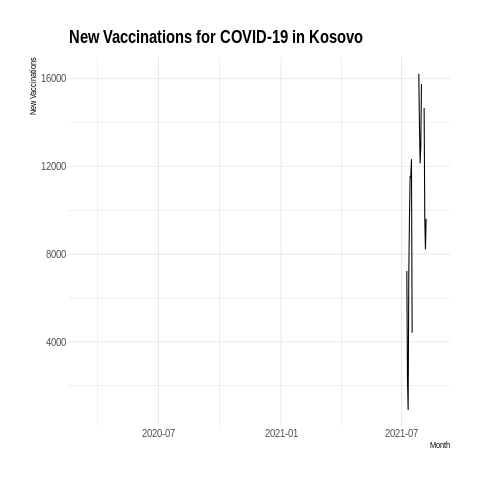 New Vaccinations for COVID-19 in Kosovo
New Vaccinations
16000
12000
8000
4000
2020-07
2021-01
2021-07
Month